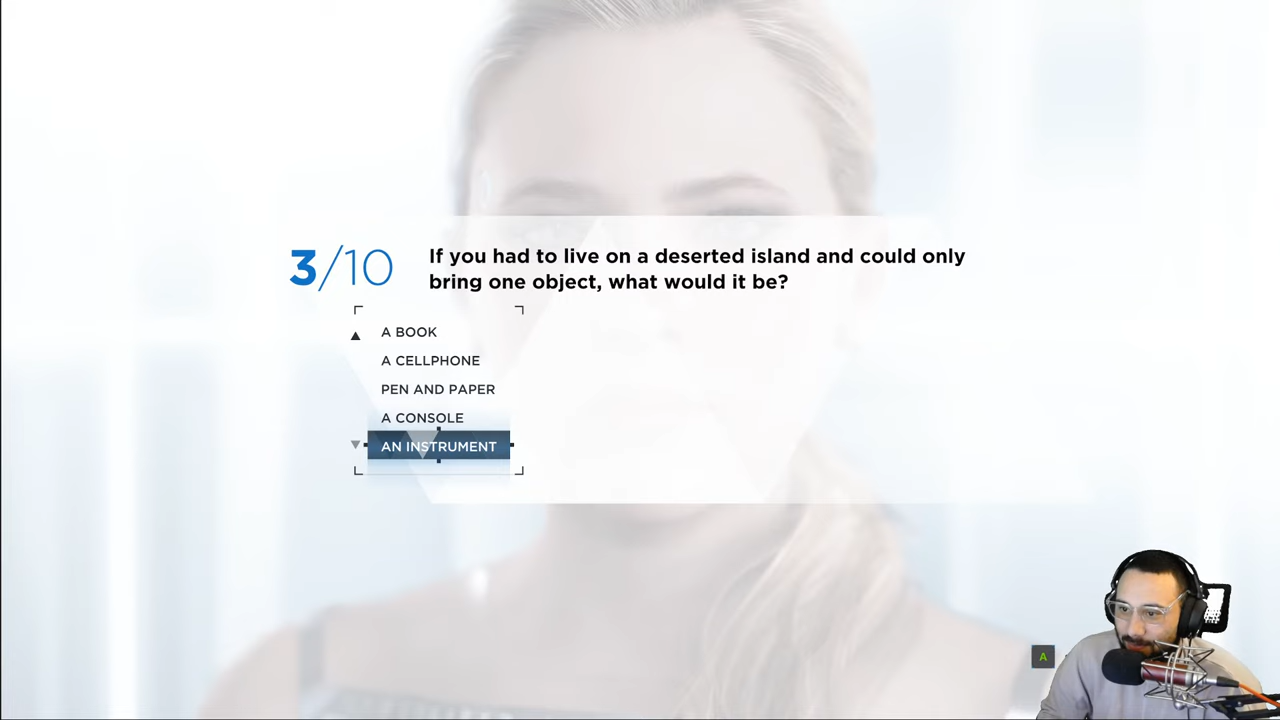 3/10
If you had to live on a deserted island and could only
bring one object, what would it be?
A BOOK
A CELLPHONE
PEN AND PAPER
A CONSOLE
AN INSTRUMENT
A